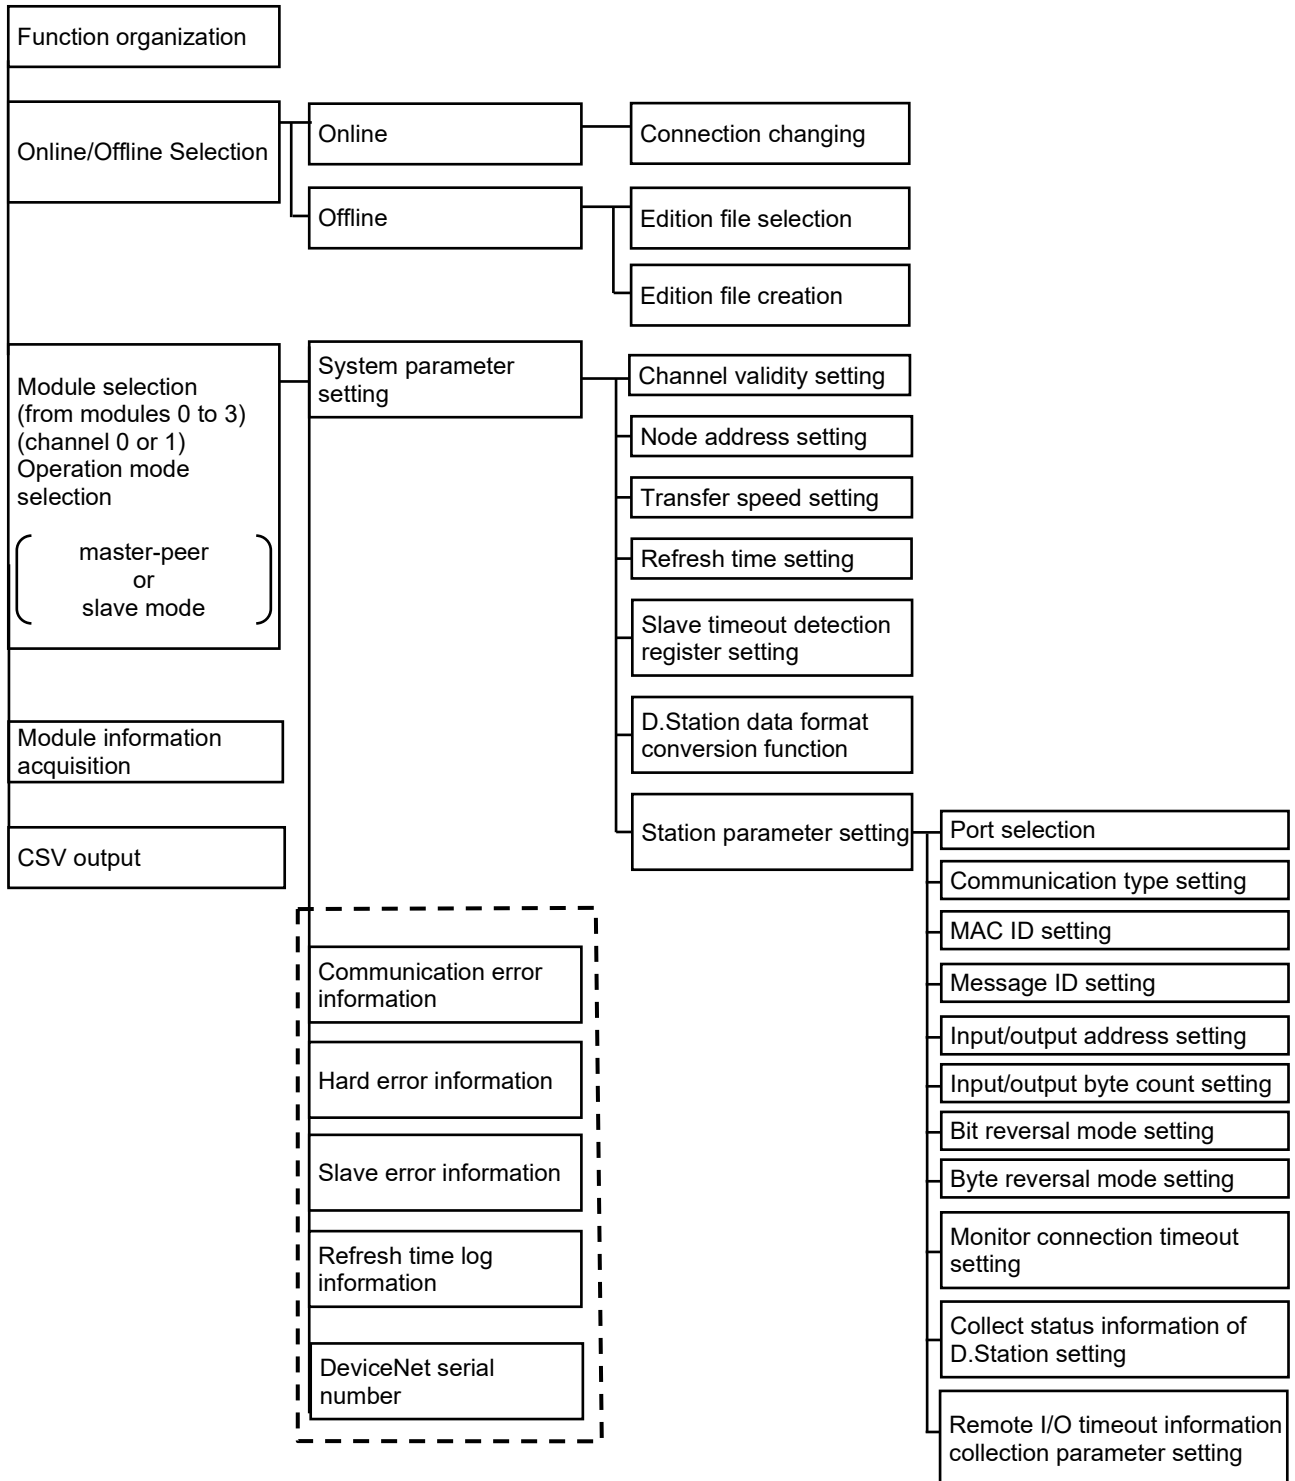 Function organization
Online/Offline Selection
Online
Connection changing
Offline
Edition file selection
Edition file creation
Module selection
(from modules 0 to 3)
(channel 0 or 1)
Operation mode
selection
master-peer
or
slave mode
System parameter
setting
Channel validity setting
Node address setting
Transfer speed setting
Refresh time setting
Slave timeout detection
register setting
D.Station data format
conversion function
Station parameter setting
Port selection
Communication type setting
MAC ID setting
Message ID setting
Input/output address setting
Input/output byte count setting
Bit reversal mode setting
Byte reversal mode setting
Monitor connection timeout
setting
Collect status information of
D.Station setting
Remote I/O timeout information
collection parameter setting
Communication error
information
Hard error information
Slave error information
Refresh time log
information
DeviceNet serial
number
Module information
acquisition
CSV output